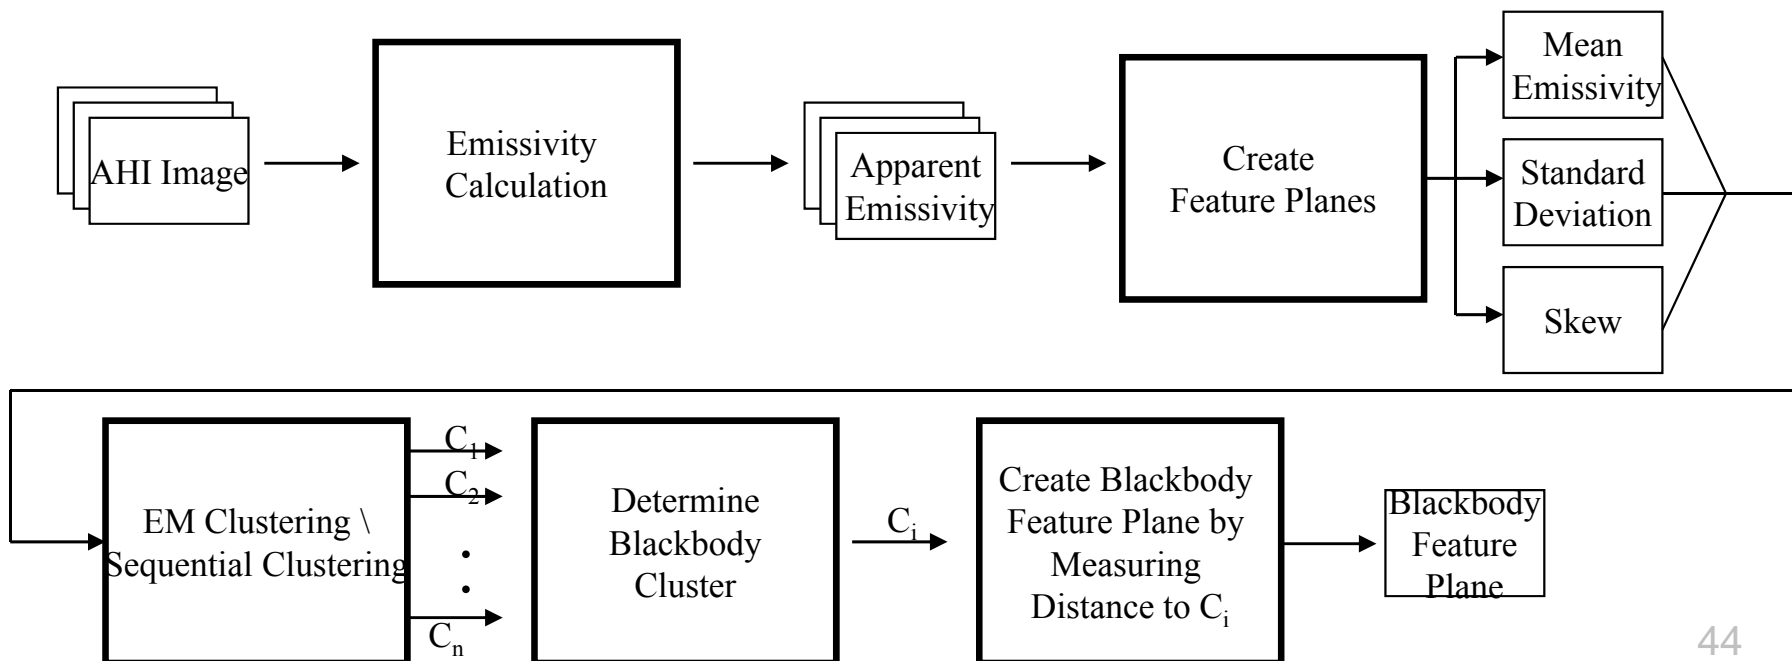 AHI Image
Emissivity
Calculation
Apparent
Emissivity
Create
Feature Planes
Mean
Emissivity
Standard
Deviation
Skew
EM Clustering \
Sequential Clustering
C₁
C₂
Cₙ
Determine
Blackbody
Cluster
Cᵢ
Create Blackbody
Feature Plane by
Measuring
Distance to Cᵢ
Blackbody
Feature
Plane
44